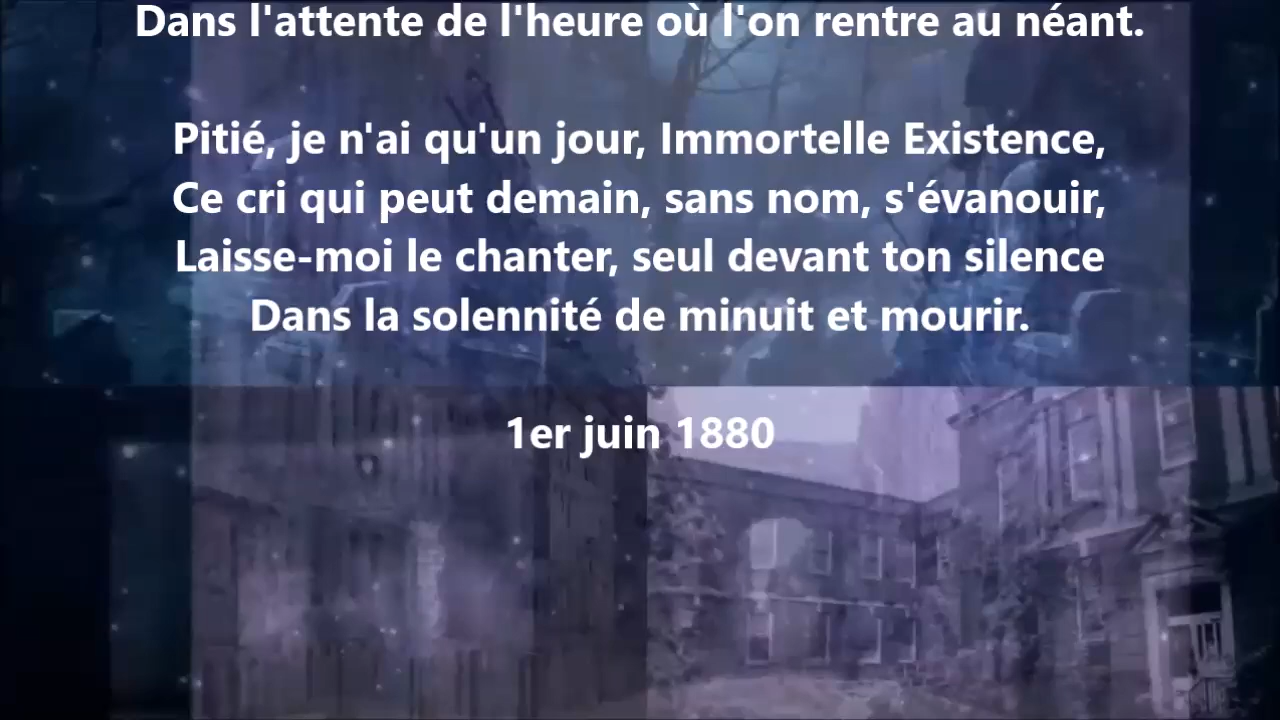 Dans l'attente de l'heure où l'on rentre au néant.
Pitié, je n'ai qu'un jour, Immortelle Existence,
Ce cri qui peut demain, sans nom, s'évanouir,
Laisse-moi le chanter, seul devant ton silence
Dans la solennité de minuit et mourir.
1er juin 1880